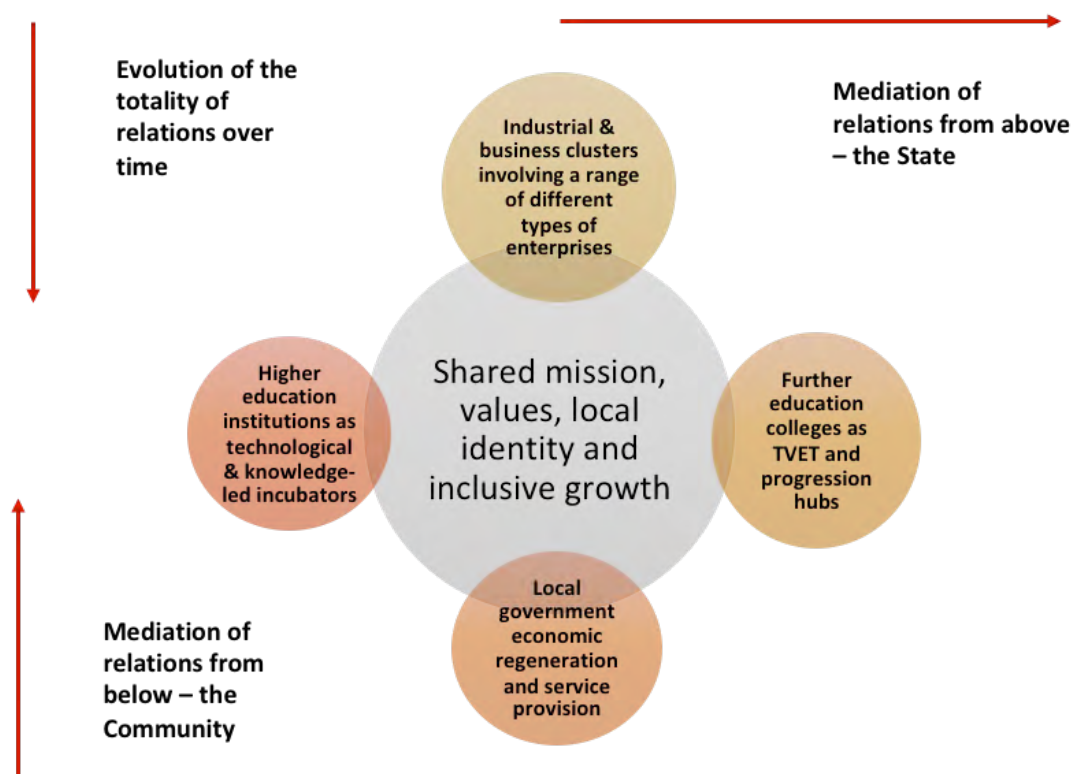 Evolution of the
totality of
relations over
time
Mediation of
relations from above
– the State
Industrial &
business clusters
involving a range
of different
types of
enterprises
Higher
education
institutions as
technological
& knowledge-
led incubators
Shared mission,
values, local
identity and
inclusive growth
Further
education
colleges as
TVET and
progression
hubs
Local
government
economic
regeneration
and service
provision
Mediation of
relations from
below – the
Community